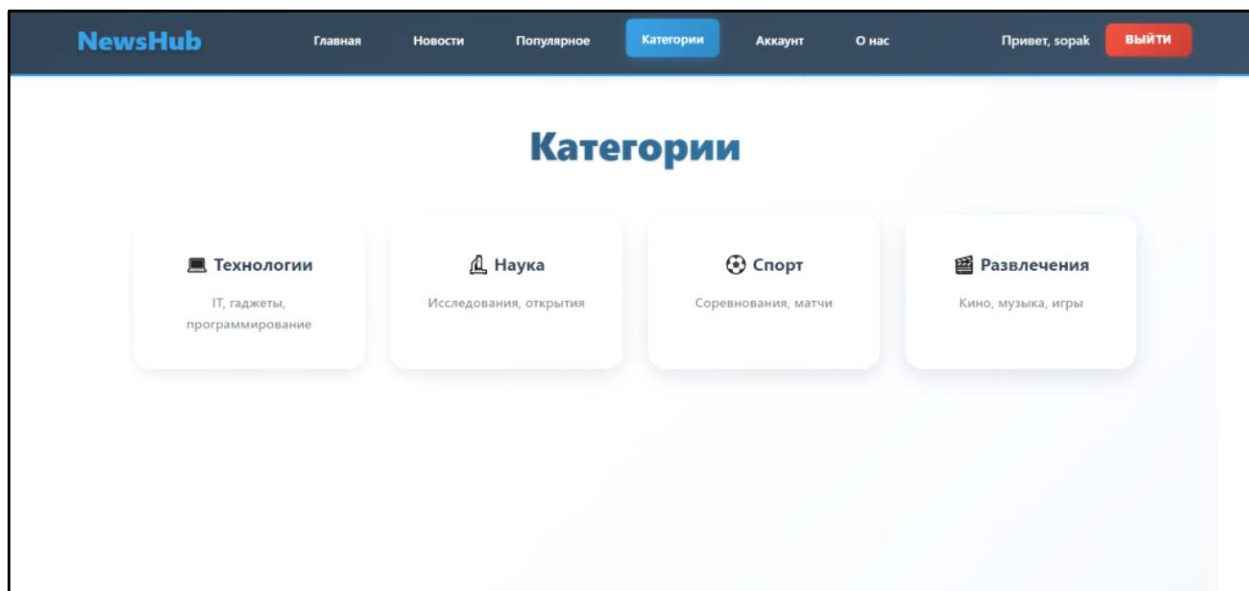 NewsHub Главная Новости Популярное Категории Аккаунт О нас Привет, sopak ВЫЙТИ
Категории
Технологии
IT, гаджеты,
программирование
Наука
Исследования, открытия
Спорт
Соревнования, матчи
Развлечения
Кино, музыка, игры